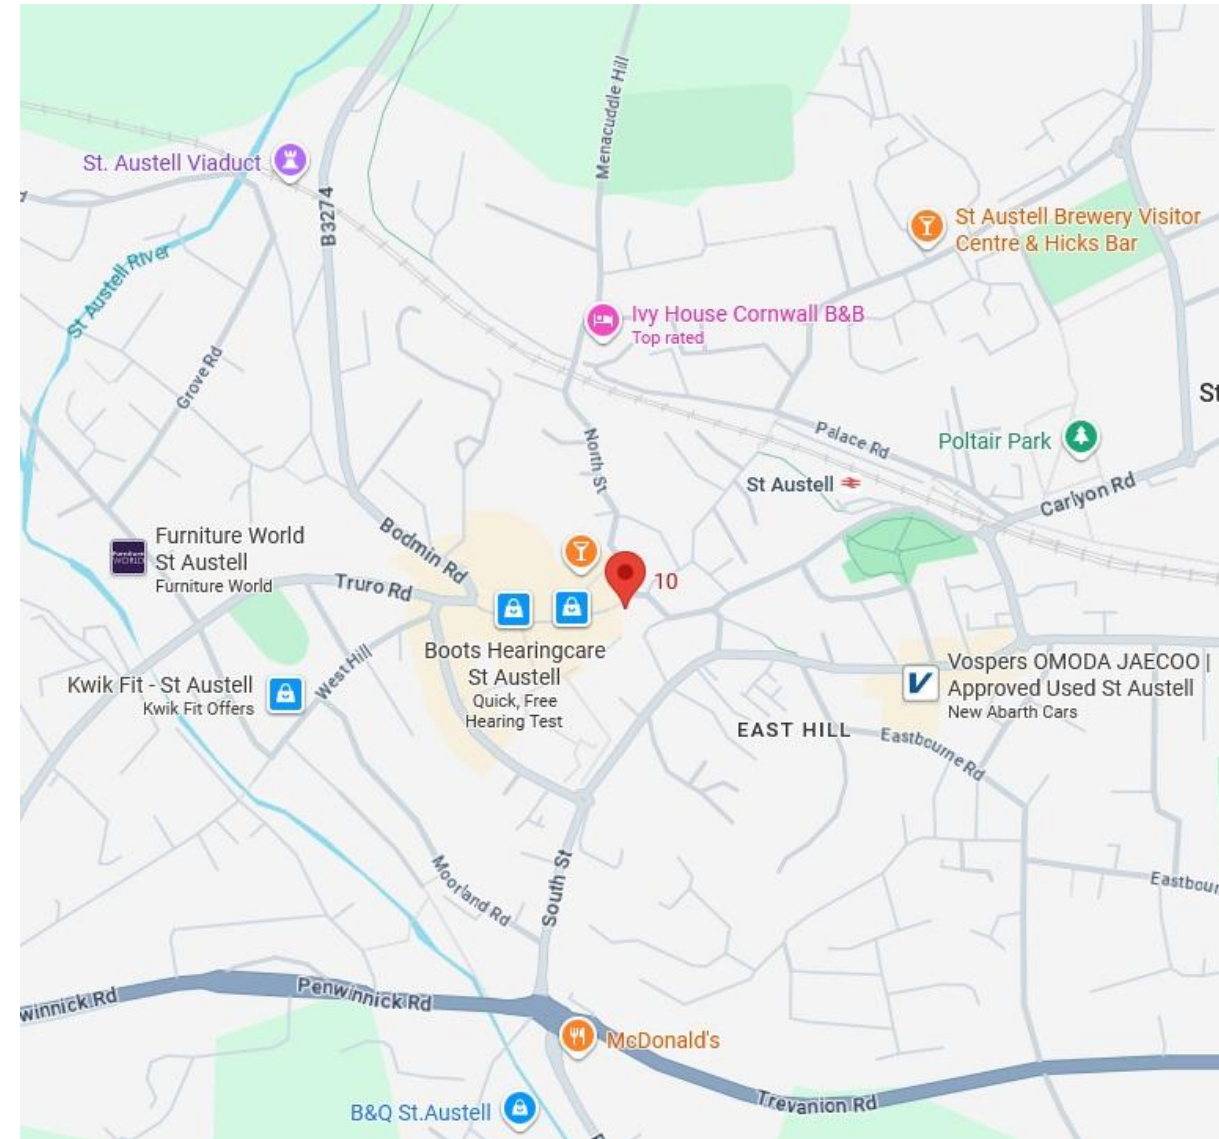 Menacuddle Hill
St. Austell Viaduct
B3274
St Austell Brewery Visitor
Centre & Hicks Bar
St Austell River
Ivy House Cornwall B&B
Top rated
Grove Rd
St
Palace Rd
Poltair Park
North St
St Austell
Carlyon Rd
Bodmin Rd
Furniture World
St Austell
Furniture World
Furniture
WORLD
Truro Rd
10
Boots Hearingcare
St Austell
Quick, Free
Hearing Test
West Hill
Kwik Fit - St Austell
Kwik Fit Offers
Vospers OMODA JAECOO |
Approved Used St Austell
New Abarth Cars
EAST HILL
Eastbourne Rd
Moorland Rd
South St
Eastbour
Penwinnick Rd
winnick Rd
McDonald's
Trevanion Rd
B&Q St.Austell